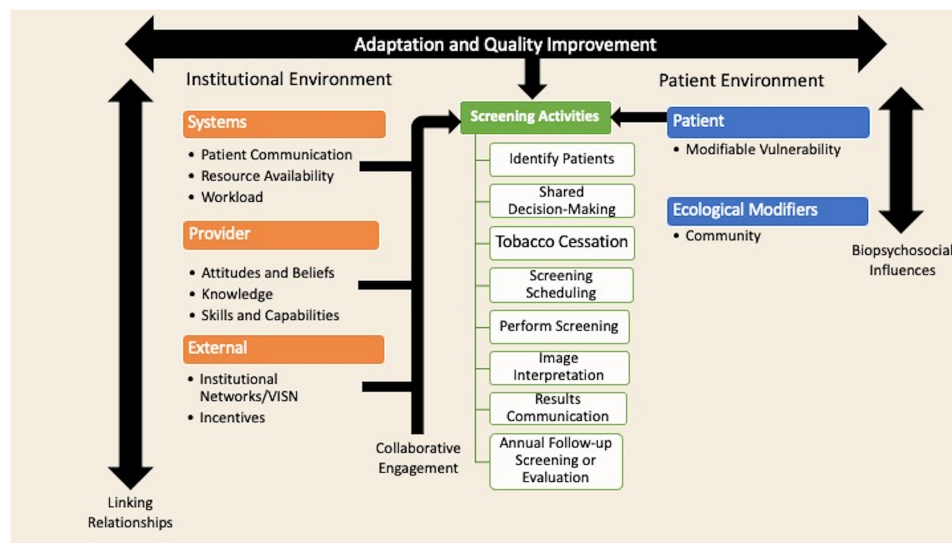 Adaptation and Quality Improvement
Institutional Environment
Patient Environment
Systems
• Patient Communication
• Resource Availability
• Workload
Provider
• Attitudes and Beliefs
• Knowledge
• Skills and Capabilities
External
• Institutional
Networks/VISN
• Incentives
Collaborative
Engagement
Linking
Relationships
Screening Activities
Identify Patients
Shared
Decision-Making
Tobacco Cessation
Screening
Scheduling
Perform Screening
Image
Interpretation
Results
Communication
Annual Follow-up
Screening or
Evaluation
Patient
• Modifiable Vulnerability
Ecological Modifiers
• Community
Biopsychosocial
Influences